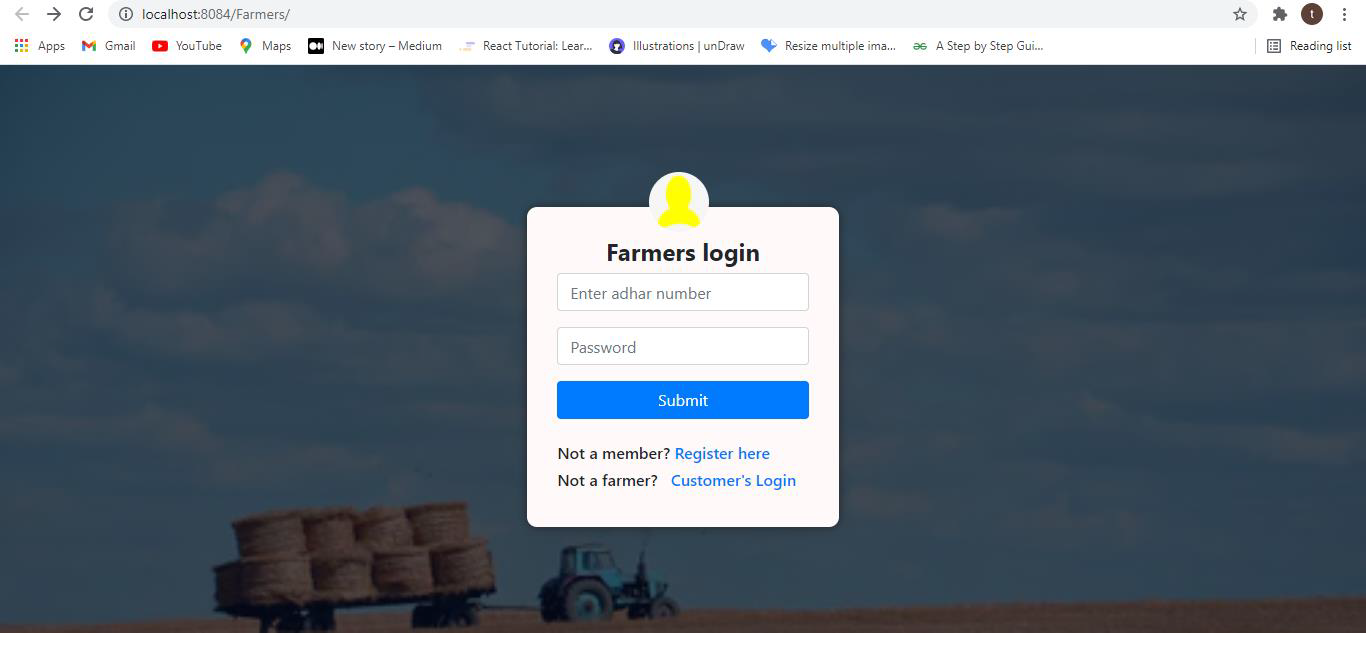 localhost:8084/Farmers/
t
Apps Gmail YouTube Maps New story – Medium React Tutorial: Lear... Illustrations | unDraw Resize multiple ima... A Step by Step Gui... Reading list
Farmers login
Enter adhar number
Password
Submit
Not a member? Register here
Not a farmer? Customer's Login